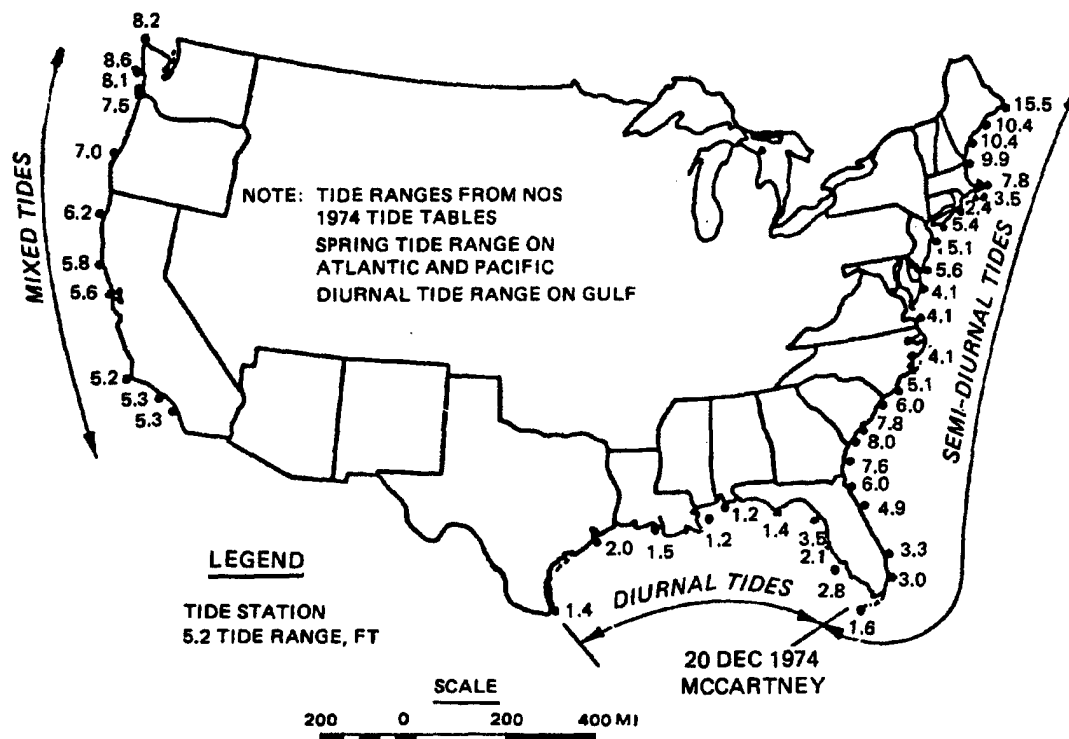 8.2
8.6
8.1
7.5
7.0
6.2
5.8
5.6
5.2
5.3
5.3
MIXED TIDES
NOTE: TIDE RANGES FROM NOS
1974 TIDE TABLES
SPRING TIDE RANGE ON
ATLANTIC AND PACIFIC
DIURNAL TIDE RANGE ON GULF
15.5
10.4
10.4
9.9
7.8
3.5
2.4
5.4
5.1
5.6
4.1
4.1
4.1
5.1
6.0
7.8
8.0
7.6
6.0
4.9
3.3
3.0
1.6
2.8
2.1
3.5
1.4
1.2
1.2
1.5
2.0
1.4
SEMI-DIURNAL TIDES
DIURNAL TIDES
LEGEND
TIDE STATION
5.2 TIDE RANGE, FT
20 DEC 1974
MCCARTNEY
SCALE
200 0 200 400 MI